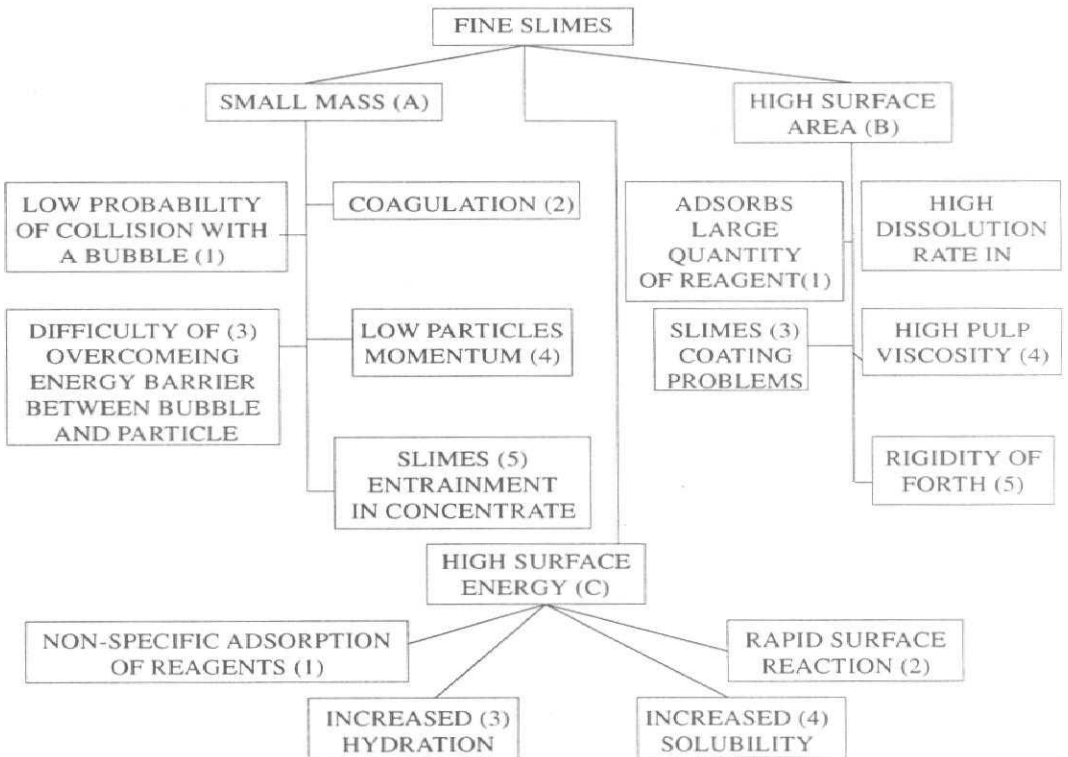 FINE SLIMES
SMALL MASS (A)
HIGH SURFACE
AREA (B)
LOW PROBABILITY
OF COLLISION WITH
A BUBBLE (1)
COAGULATION (2)
ADSORBS
LARGE
QUANTITY
OF REAGENT(1)
HIGH
DISSOLUTION
RATE IN
DIFFICULTY OF (3)
OVERCOMEING
ENERGY BARRIER
BETWEEN BUBBLE
AND PARTICLE
LOW PARTICLES
MOMENTUM (4)
SLIMES (3)
COATING
PROBLEMS
HIGH PULP
VISCOSITY (4)
SLIMES (5)
ENTRAINMENT
IN CONCENTRATE
RIGIDITY OF
FORTH (5)
HIGH SURFACE
ENERGY (C)
NON-SPECIFIC ADSORPTION
OF REAGENTS (1)
RAPID SURFACE
REACTION (2)
INCREASED (3)
HYDRATION
INCREASED (4)
SOLUBILITY